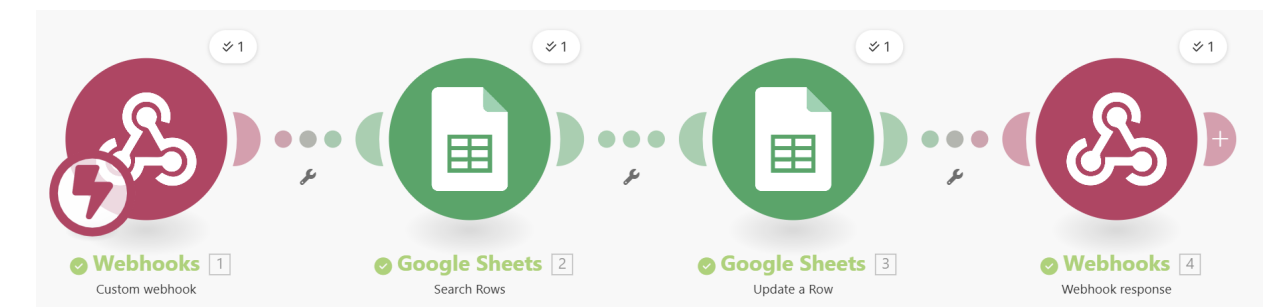 1
1
1
1
Webhooks 1
Custom webhook
Google Sheets 2
Search Rows
Google Sheets 3
Update a Row
Webhooks 4
Webhook response